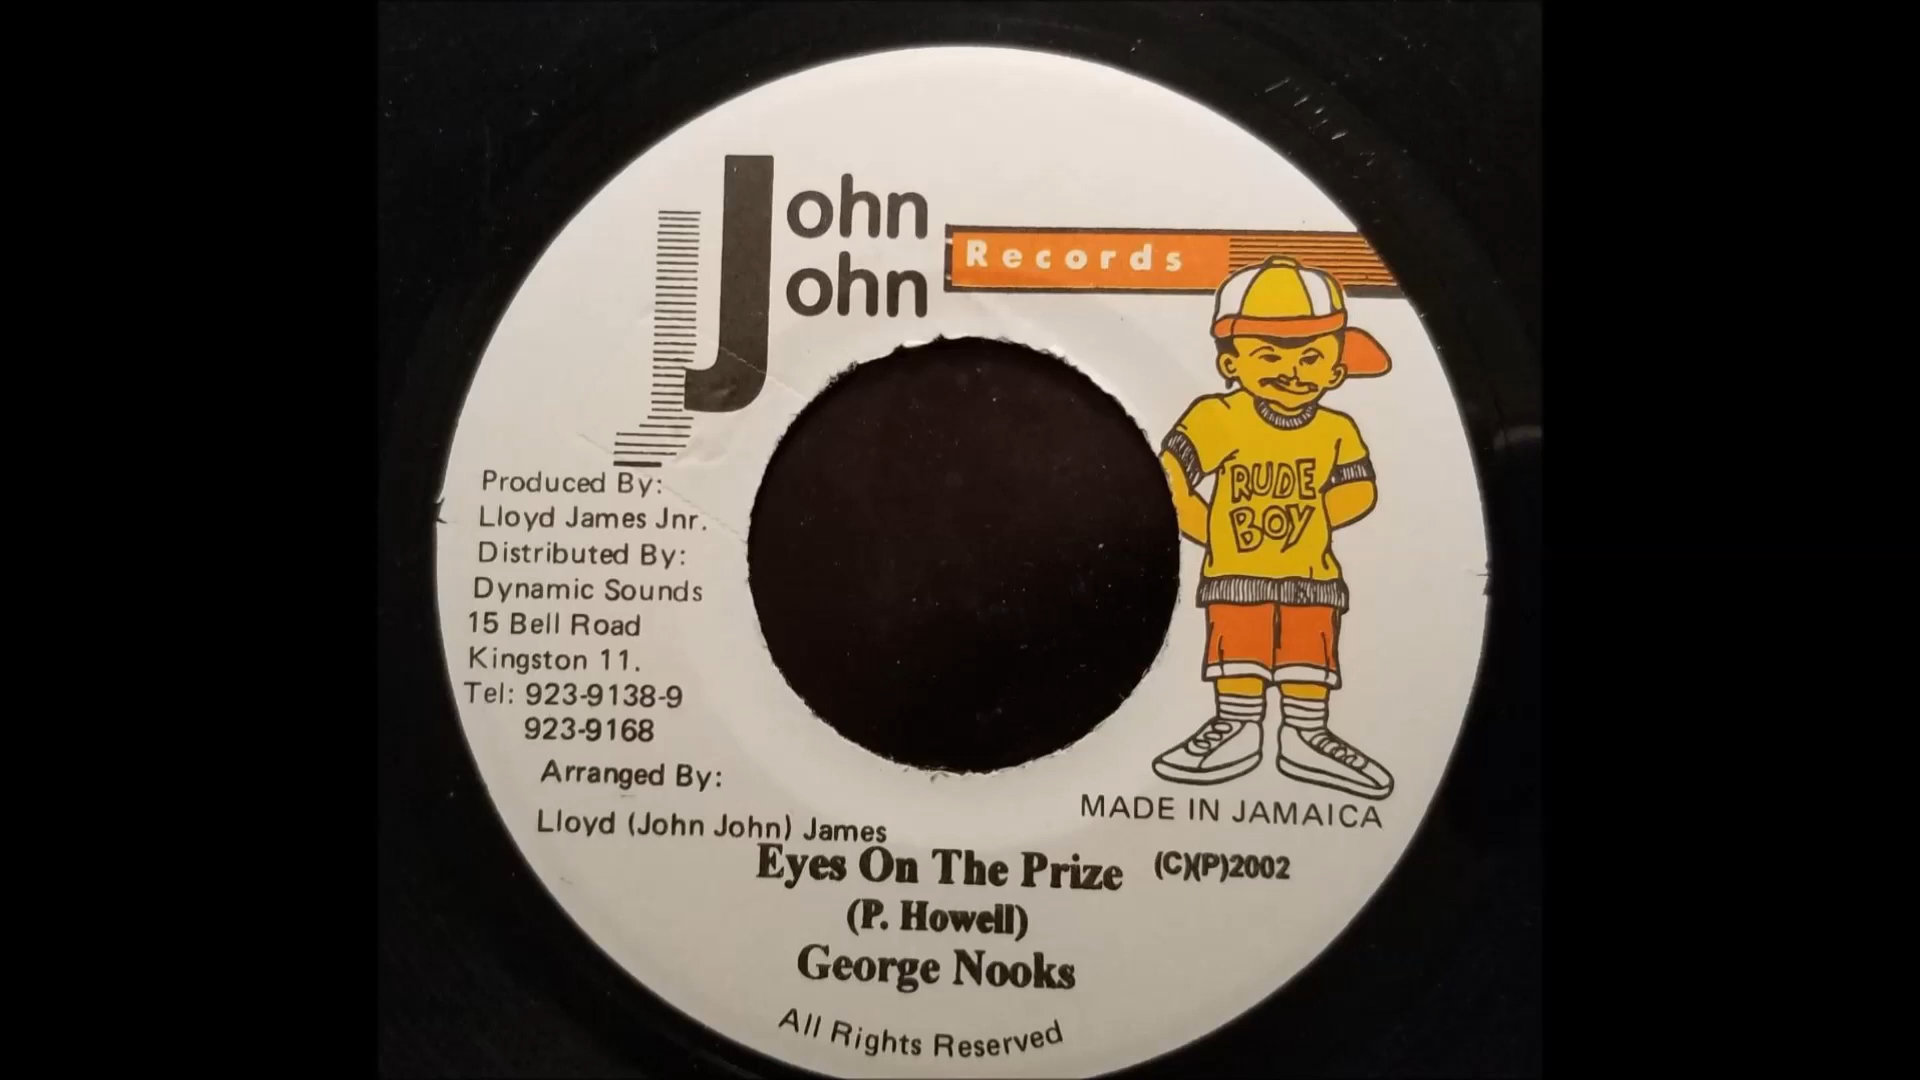 John
John
Records
RUDE
BOY
Produced By:
Lloyd James Jnr.
Distributed By:
Dynamic Sounds
15 Bell Road
Kingston 11.
Tel: 923-9138-9
923-9168
Arranged By:
Lloyd (John John) James
MADE IN JAMAICA
Eyes On The Prize (C)(P)2002
(P. Howell)
George Nooks
All Rights Reserved